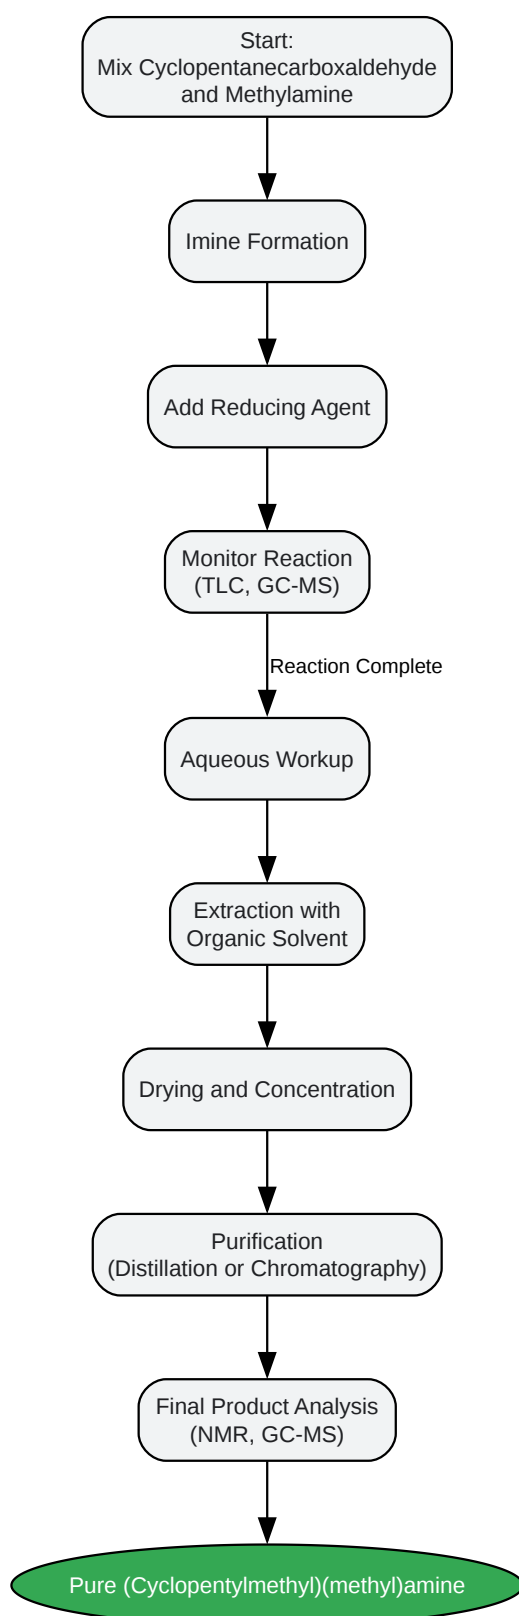 Start:
Mix Cyclopentanecarboxaldehyde
and Methylamine
Imine Formation
Add Reducing Agent
Monitor Reaction
(TLC, GC-MS)
Reaction Complete
Aqueous Workup
Extraction with
Organic Solvent
Drying and Concentration
Purification
(Distillation or Chromatography)
Final Product Analysis
(NMR, GC-MS)
Pure (Cyclopentylmethyl)(methyl)amine